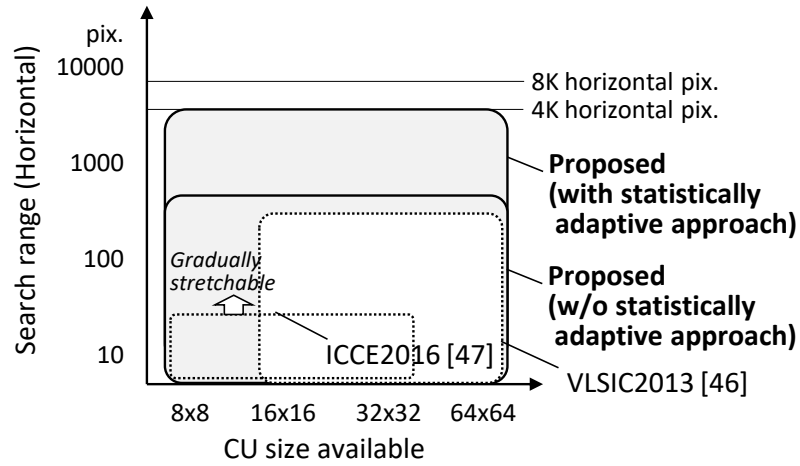 pix.
10000
8K horizontal pix.
4K horizontal pix.
Search range (Horizontal)
1000
Proposed
(with statistically
adaptive approach)
100
Gradually
stretchable
Proposed
(w/o statistically
adaptive approach)
10
ICCE2016 [47]
VLSIC2013 [46]
8x8 16x16 32x32 64x64
CU size available